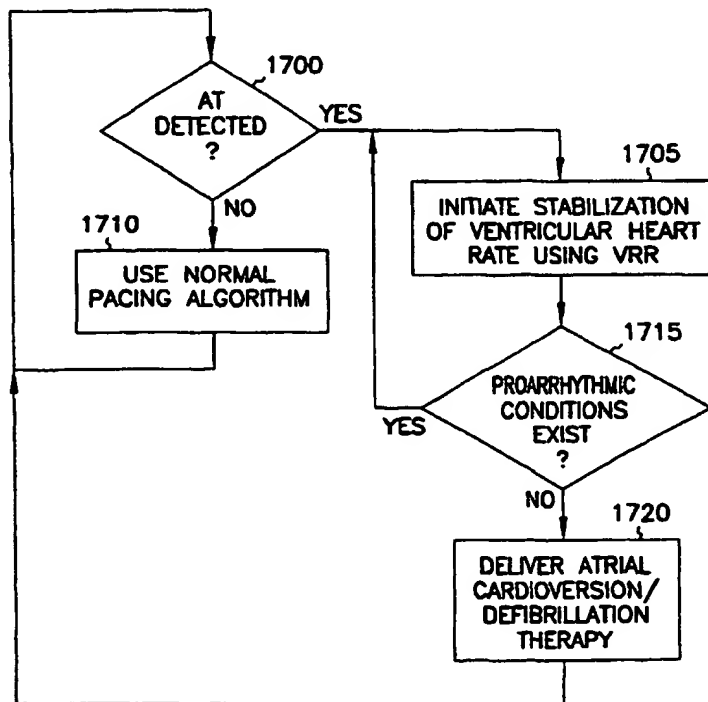 1700
AT
DETECTED
?
YES
NO
1710
USE NORMAL
PACING ALGORITHM
1705
INITIATE STABILIZATION
OF VENTRICULAR HEART
RATE USING VRR
1715
PROARRHYTHMIC
CONDITIONS
EXIST
?
YES
NO
1720
DELIVER ATRIAL
CARDIOVERSION/
DEFIBRILLATION
THERAPY